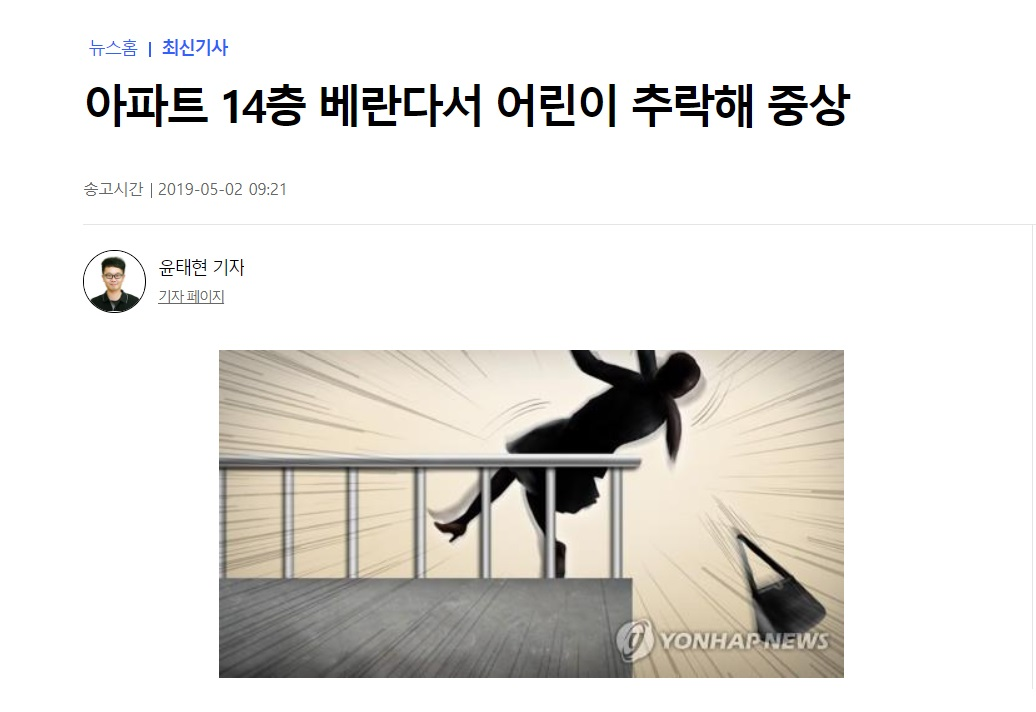 뉴스홈 | 최신기사
아파트 14층 베란다서 어린이 추락해 중상
송고시간 | 2019-05-02 09:21
윤태현 기자
기자 페이지
YONHAP NEWS